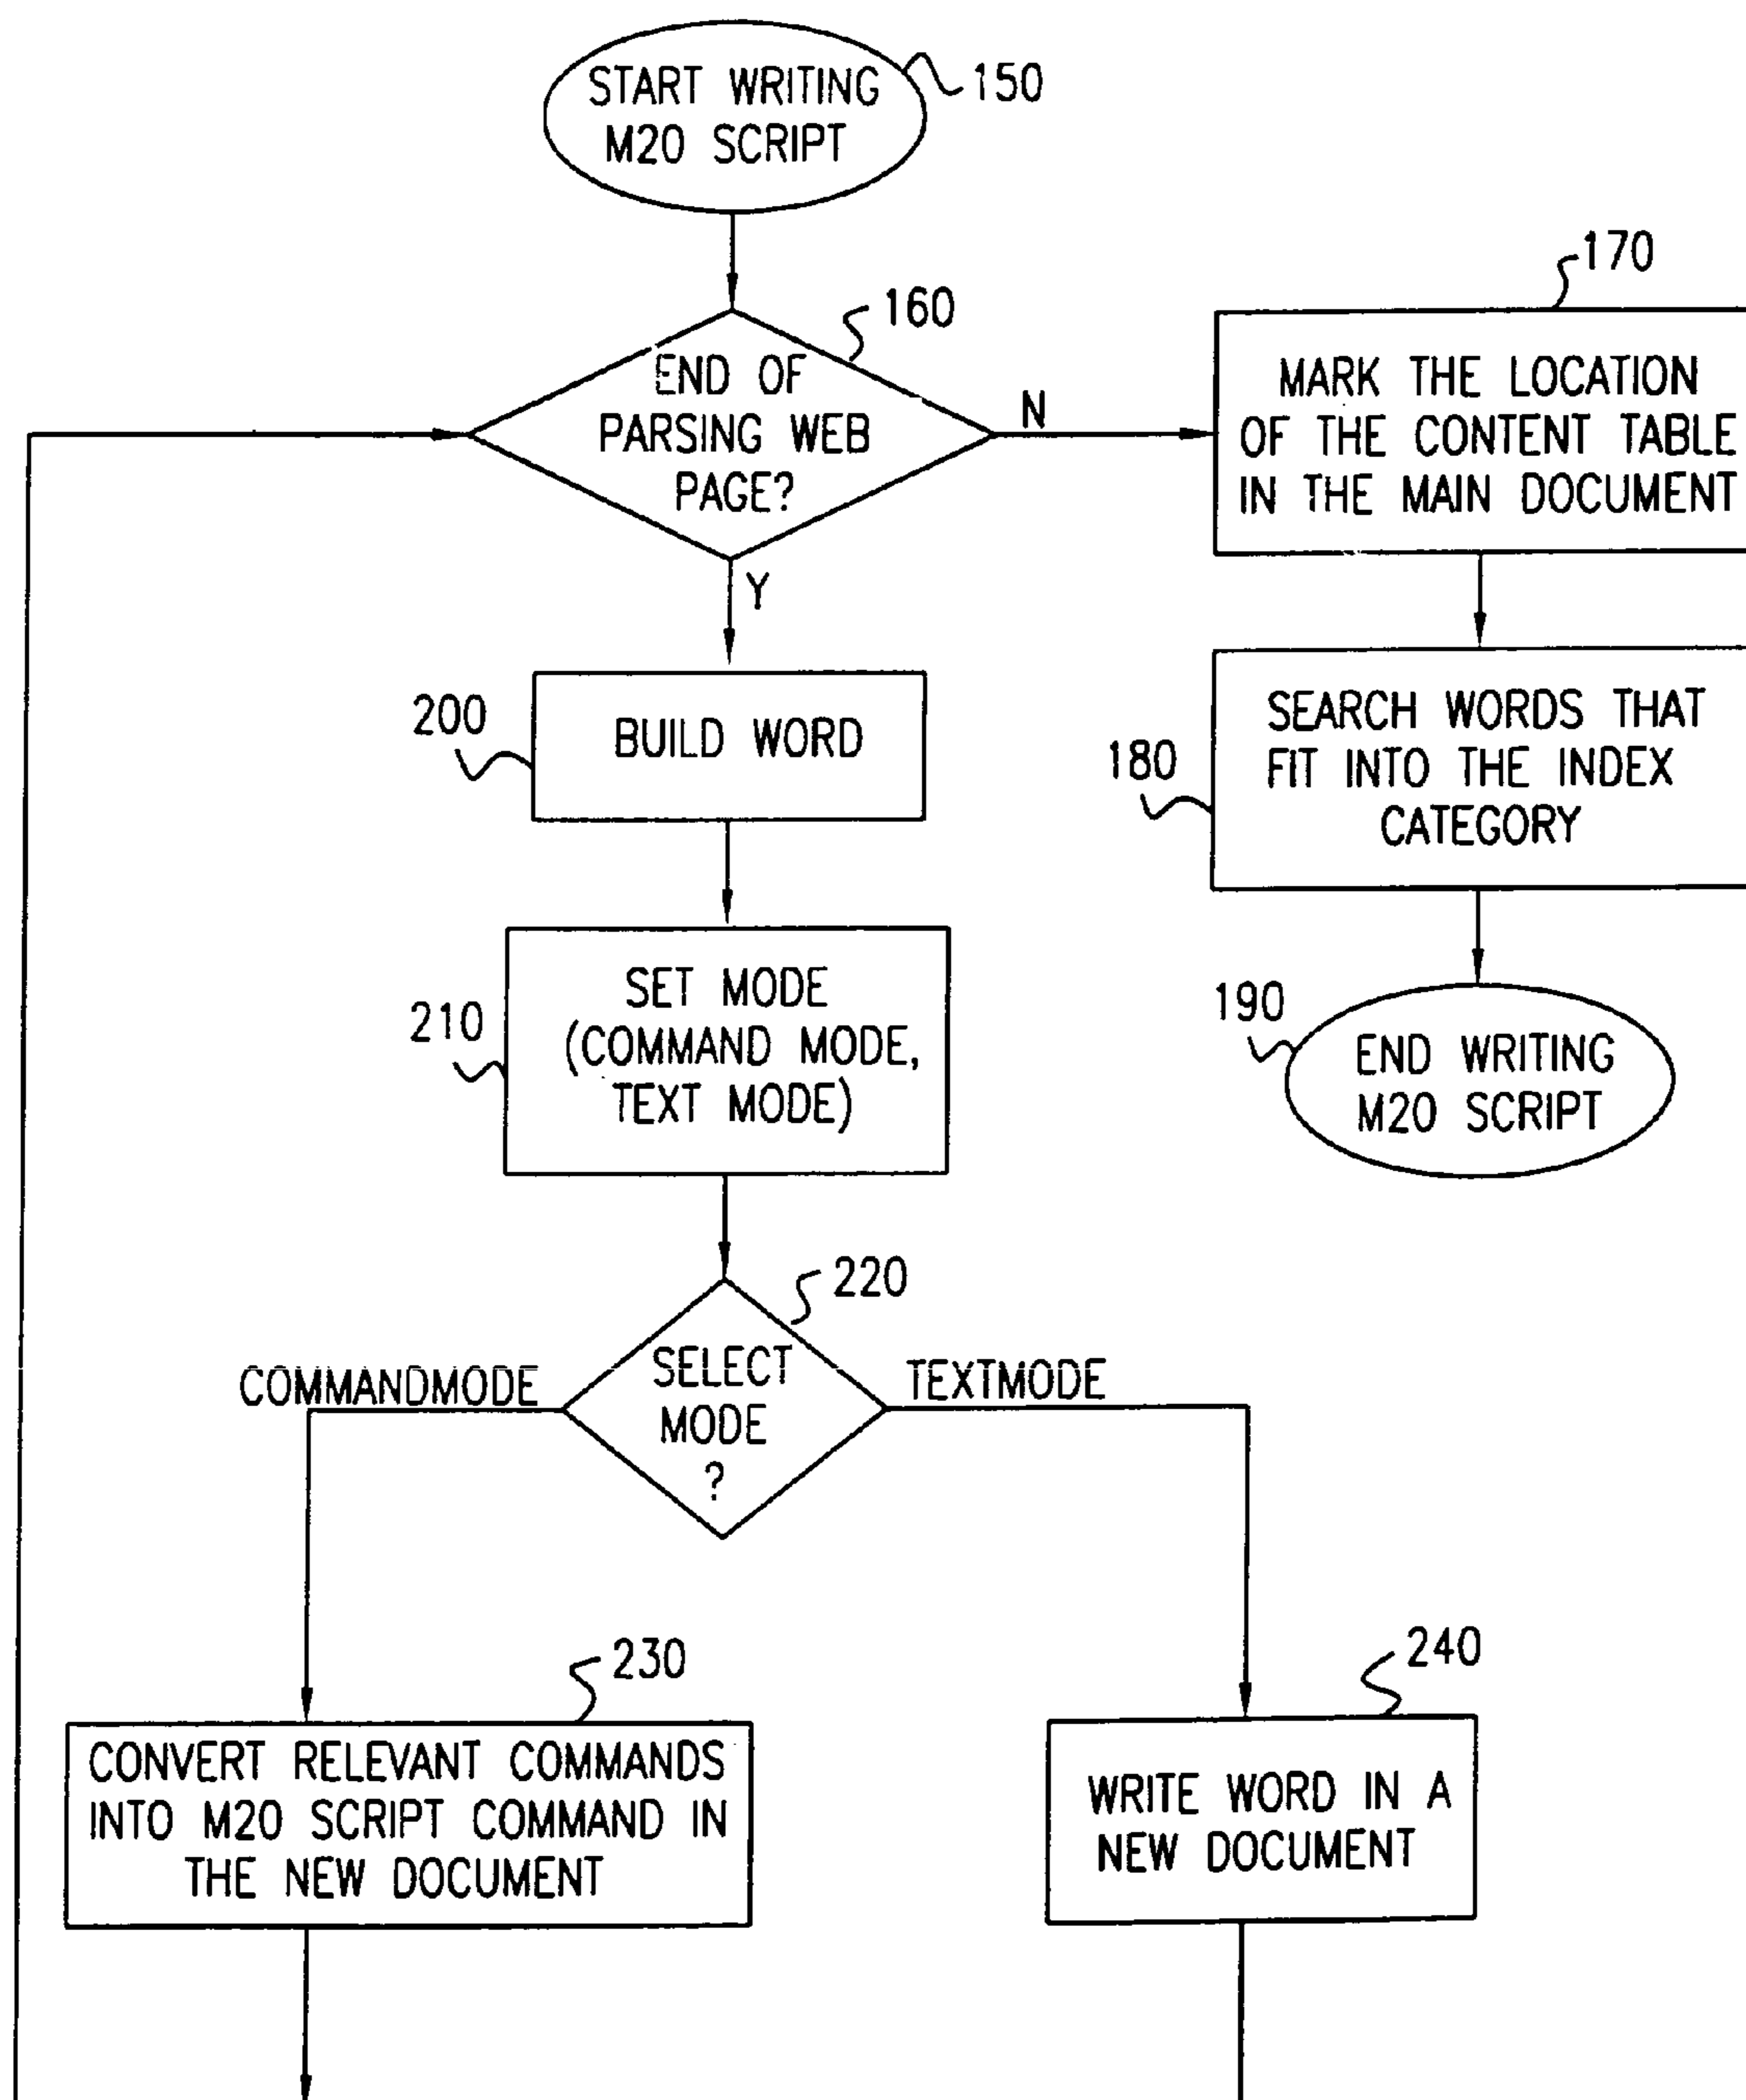 START WRITING
M20 SCRIPT
150
160
END OF
PARSING WEB
PAGE?
N
Y
170
MARK THE LOCATION
OF THE CONTENT TABLE
IN THE MAIN DOCUMENT
180
SEARCH WORDS THAT
FIT INTO THE INDEX
CATEGORY
190
END WRITING
M20 SCRIPT
200
BUILD WORD
210
SET MODE
(COMMAND MODE,
TEXT MODE)
220
SELECT
MODE
?
COMMANDMODE
TEXTMODE
230
CONVERT RELEVANT COMMANDS
INTO M20 SCRIPT COMMAND IN
THE NEW DOCUMENT
240
WRITE WORD IN A
NEW DOCUMENT